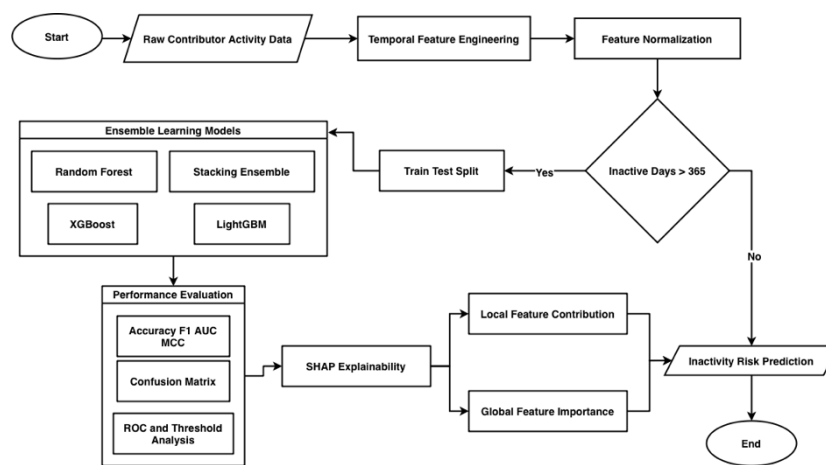 Start
Raw Contributor Activity Data
Temporal Feature Engineering
Feature Normalization
Inactive Days > 365
Yes
Train Test Split
Ensemble Learning Models
Random Forest
Stacking Ensemble
XGBoost
LightGBM
No
Performance Evaluation
Accuracy F1 AUC
MCC
Confusion Matrix
ROC and Threshold
Analysis
SHAP Explainability
Local Feature Contribution
Global Feature Importance
Inactivity Risk Prediction
End